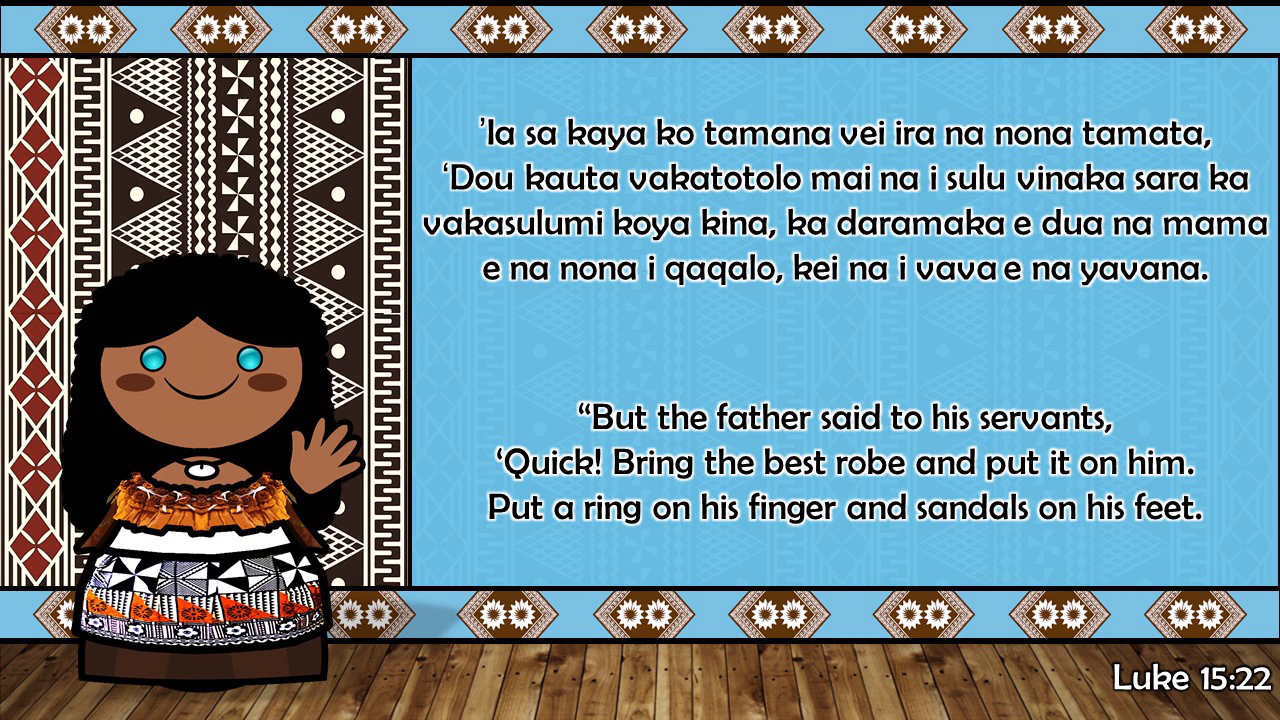 ’Ia sa kaya ko tamana vei ira na nona tamata,
‘Dou kauta vakatotolo mai na i sulu vinaka sara ka
vakasulumi koya kina, ka daramaka e dua na mama
e na nona i qaqalo, kei na i vava e na yavana.
“But the father said to his servants,
‘Quick! Bring the best robe and put it on him.
Put a ring on his finger and sandals on his feet.
Luke 15:22